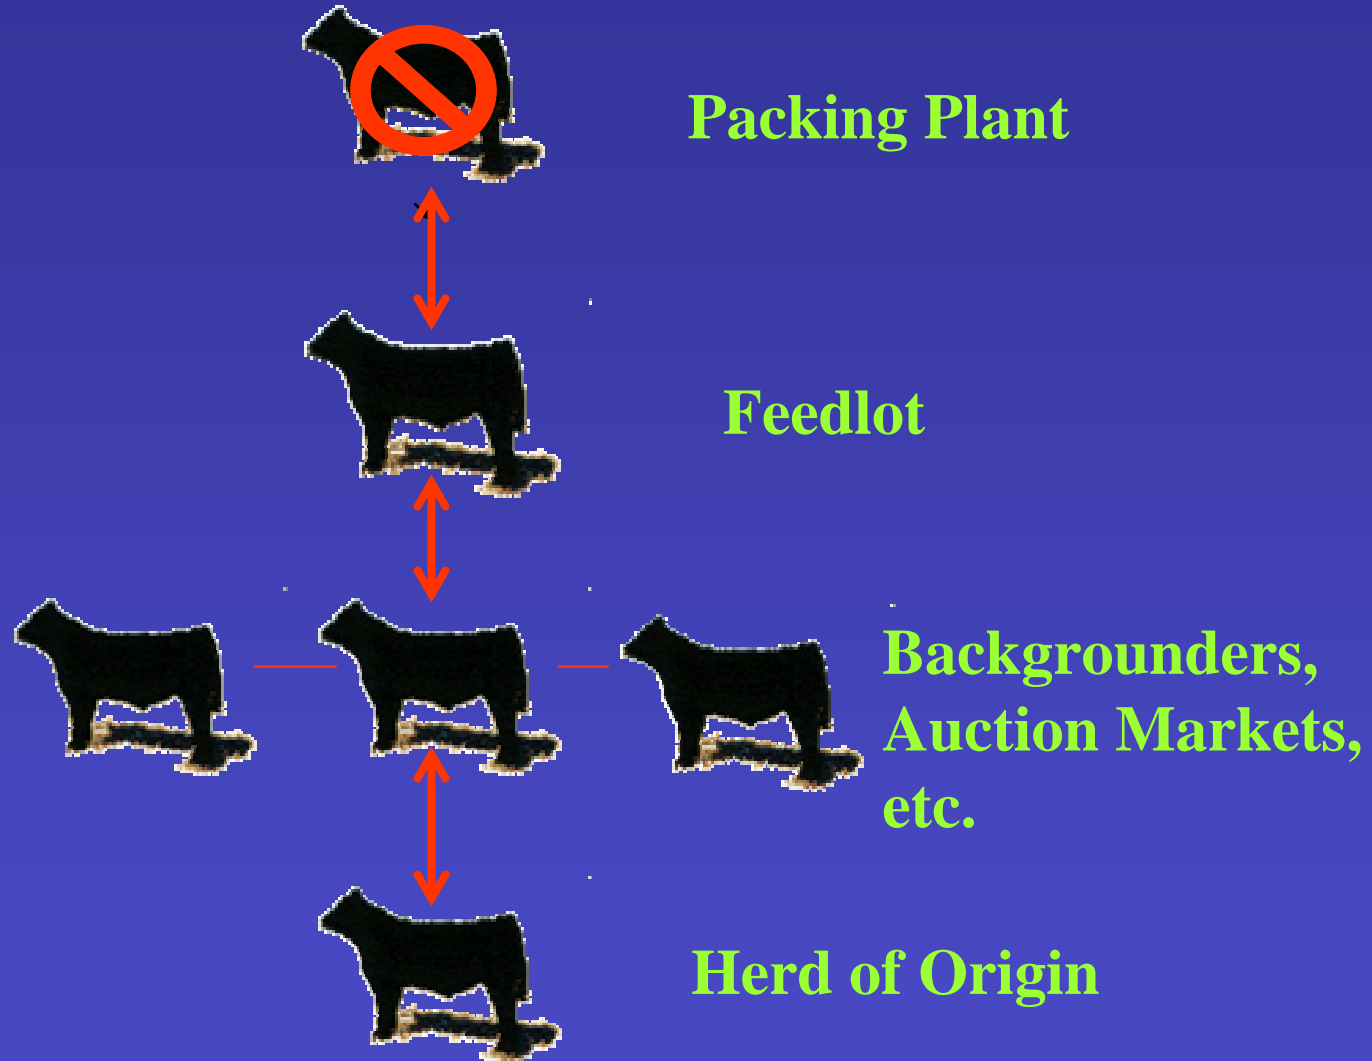 Packing Plant
Feedlot
Backgrounders,
Auction Markets,
etc.
Herd of Origin